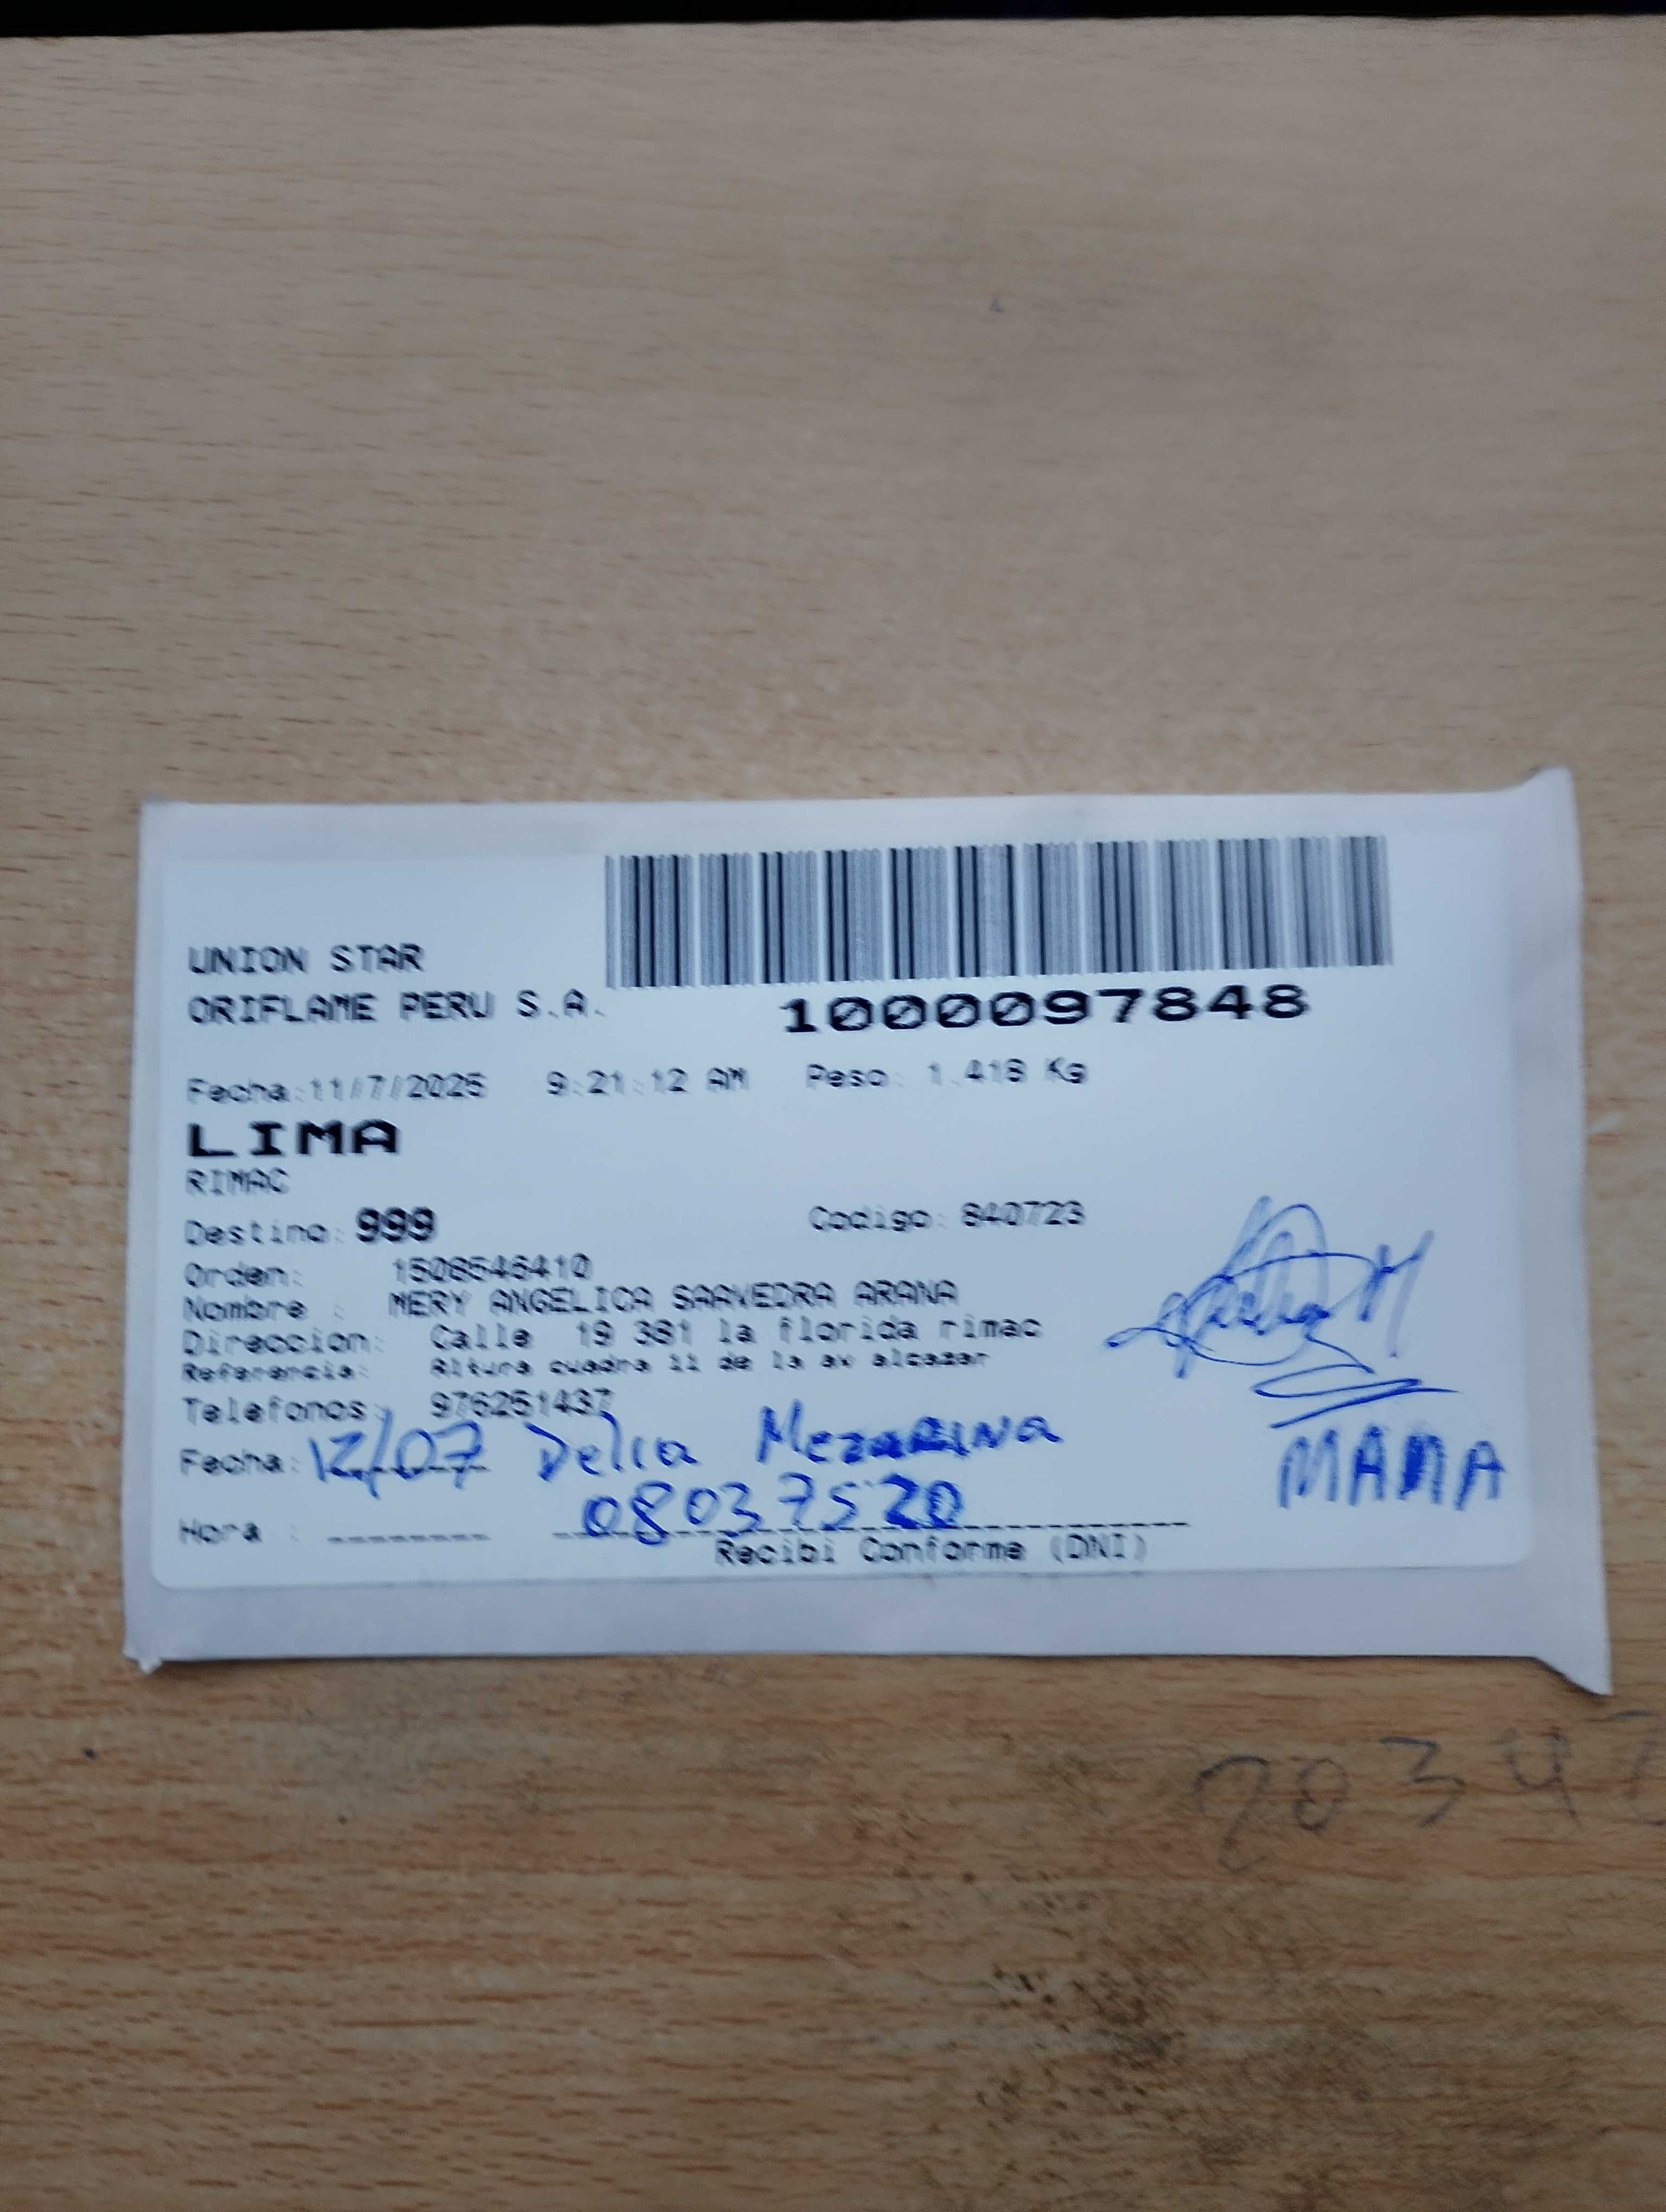 UNION STAR
ORIFLAME PERU S.A.
1000097848
Fecha:11/7/2025 9:21:12 AM Peso: 1.418 Kg
LIMA
RIMAC
Destino: 999 Codigo: 840723
Orden: 1508546410
Nombre : MERY ANGELICA SAAVEDRA ARANA
Direccion: Calle 19 381 la florida rimac
Referencia: Altura cuadra 11 de la av alcazar
Telefonos: 976251437
Fecha: 12/07 Delia Mezarina
MAMA
Hora : 08037520
Recibi Conforme (DNI)